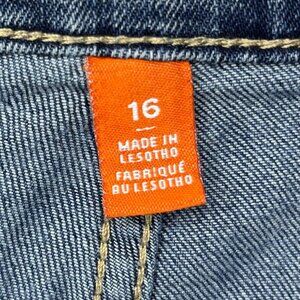 16
MADE IN
LESOTHO
FABRIQUÉ
AU LESOTHO